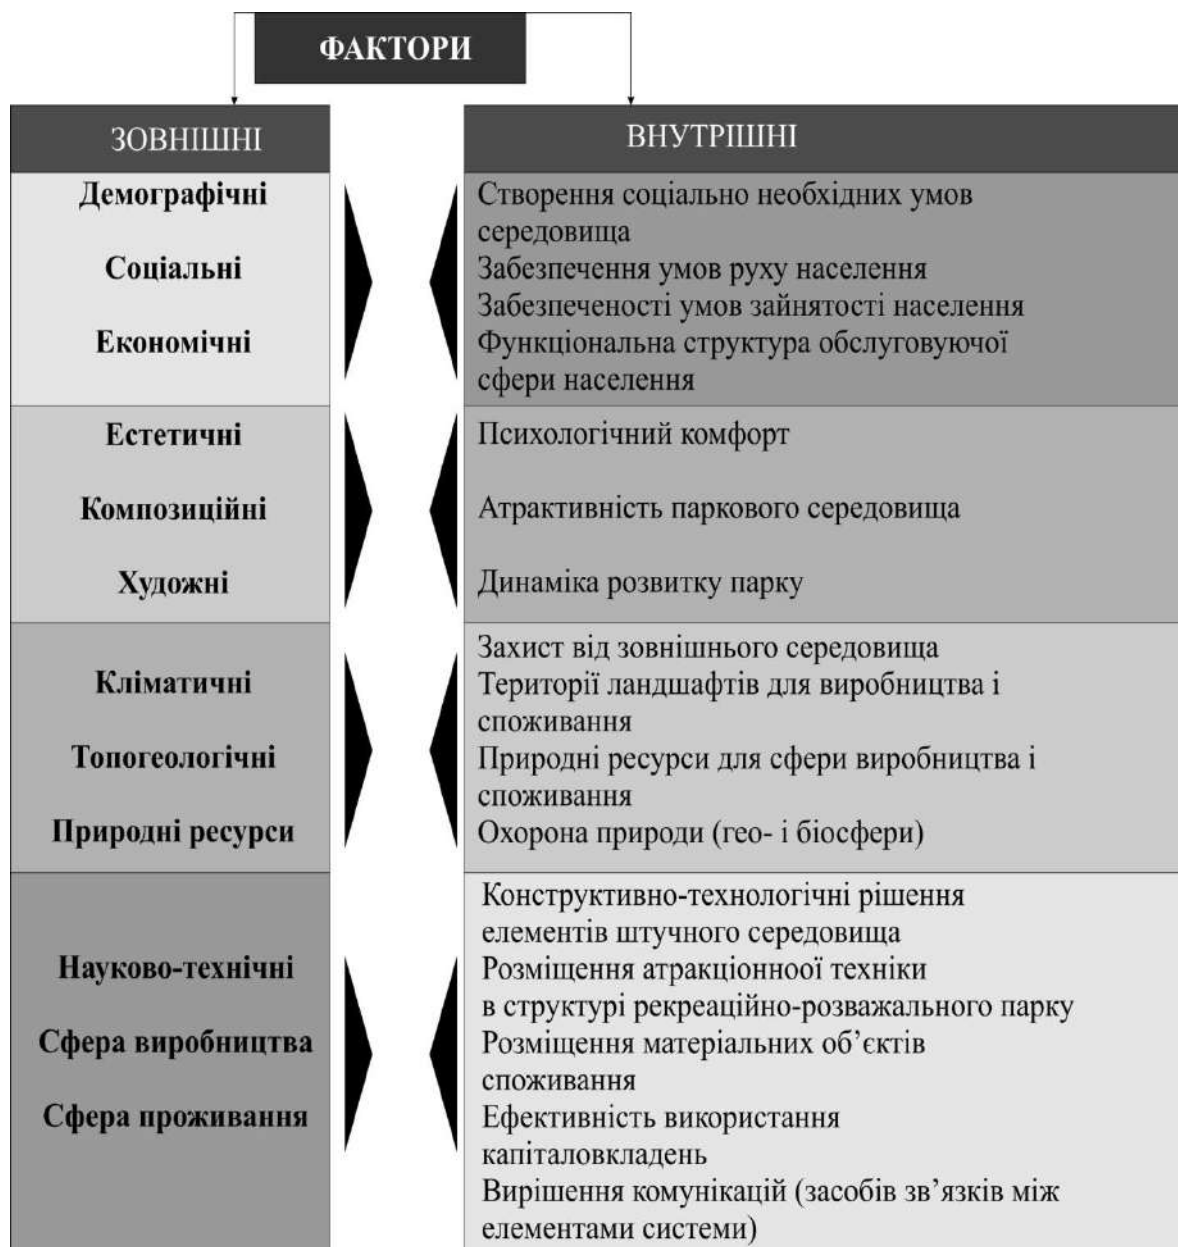 ФАКТОРИ
ЗОВНІШНІ
ВНУТРІШНІ
Демографічні
Соціальні
Економічні
Створення соціально необхідних умов
середовища
Забезпечення умов руху населення
Забезпеченості умов зайнятості населення
Функціональна структура обслуговуючої
сфери населення
Естетичні
Композиційні
Художні
Психологічний комфорт
Атрактивність паркового середовища
Динаміка розвитку парку
Кліматичні
Топогеологічні
Природні ресурси
Захист від зовнішнього середовища
Території ландшафтів для виробництва і
споживання
Природні ресурси для сфери виробництва і
споживання
Охорона природи (гео- і біосфери)
Науково-технічні
Сфера виробництва
Сфера проживання
Конструктивно-технологічні рішення
елементів штучного середовища
Розміщення атракціонноої техніки
в структурі рекреаційно-розважального парку
Розміщення матеріальних об’єктів
споживання
Ефективність використання
капіталовкладень
Вирішення комунікацій (засобів зв’язків між
елементами системи)